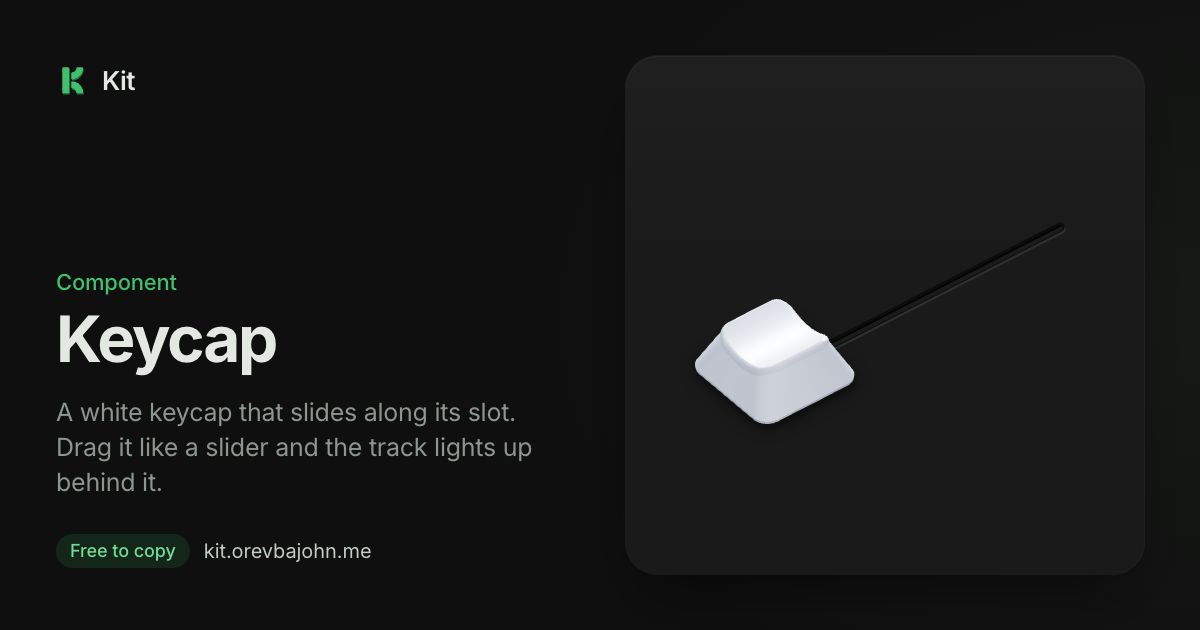 Kit
Component
Keycap
A white keycap that slides along its slot.
Drag it like a slider and the track lights up
behind it.
Free to copy
kit.orevbajohn.me